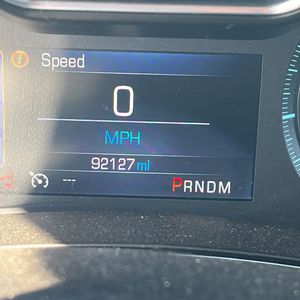 Speed
0
MPH
92127 mi
--- PRNDM